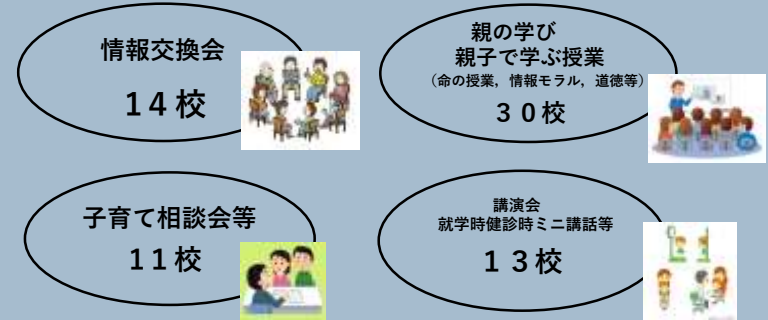 情報交換会
14校
親の学び
親子で学ぶ授業
（命の授業，情報モラル，道徳等）
３０校
子育て相談会等
11校
講演会
就学時健診時ミニ講話等
１３校